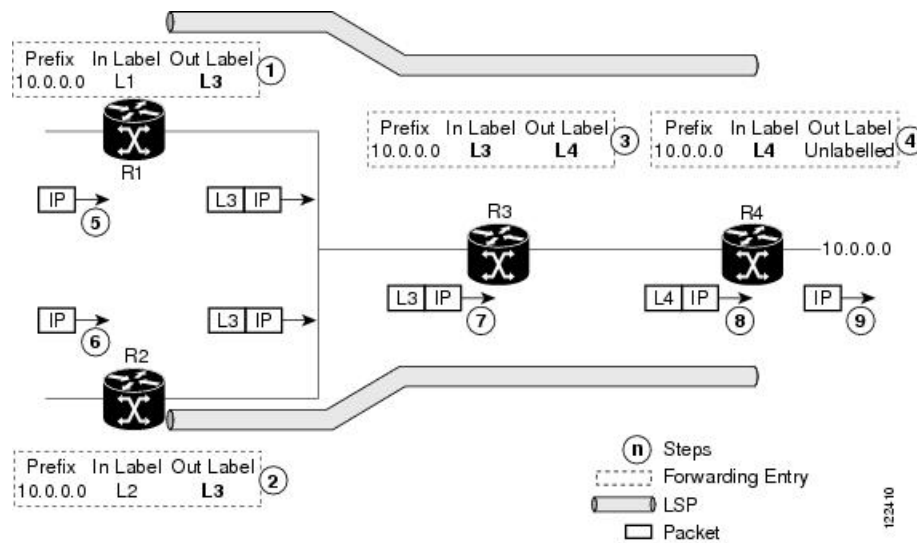 Prefix In Label Out Label
10.0.0.0 L1 L3
1
R1
Prefix In Label Out Label
10.0.0.0 L3 L4
3
Prefix In Label Out Label
10.0.0.0 L4 Unlabelled
4
IP
5
L3 IP
R3
R4
10.0.0.0
IP
6
L3 IP
L3 IP
7
L4 IP
8
IP
9
R2
Prefix In Label Out Label
10.0.0.0 L2 L3
2
n Steps
Forwarding Entry
LSP
Packet
122410